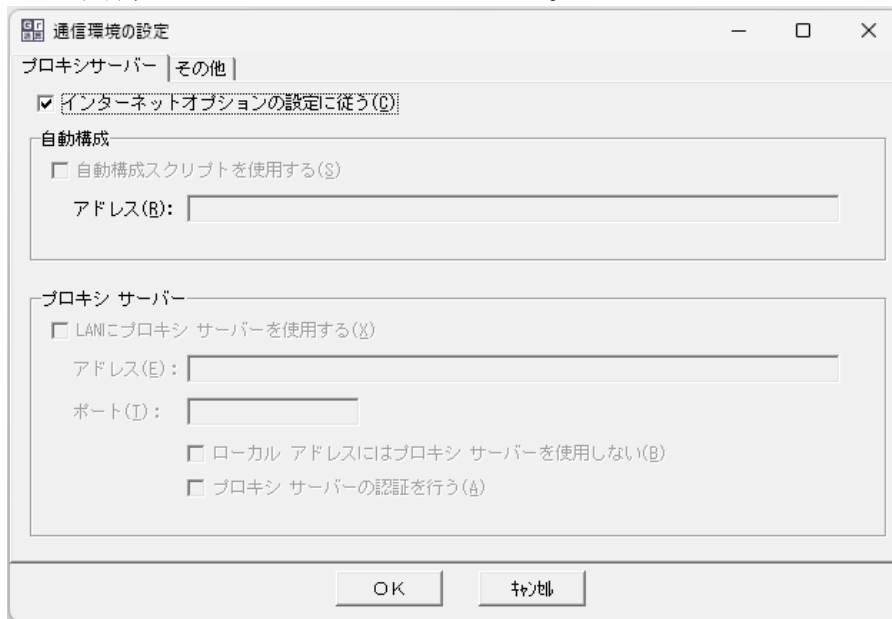 通信環境の設定
プロキシサーバー その他
インターネットオプションの設定に従う(C)
自動構成
自動構成スクリプトを使用する(S)
アドレス(R):
プロキシ サーバー
LANにプロキシ サーバーを使用する(X)
アドレス(E):
ポート(T):
ローカル アドレスにはプロキシ サーバーを使用しない(B)
プロキシ サーバーの認証を行う(A)
OK キャンセル